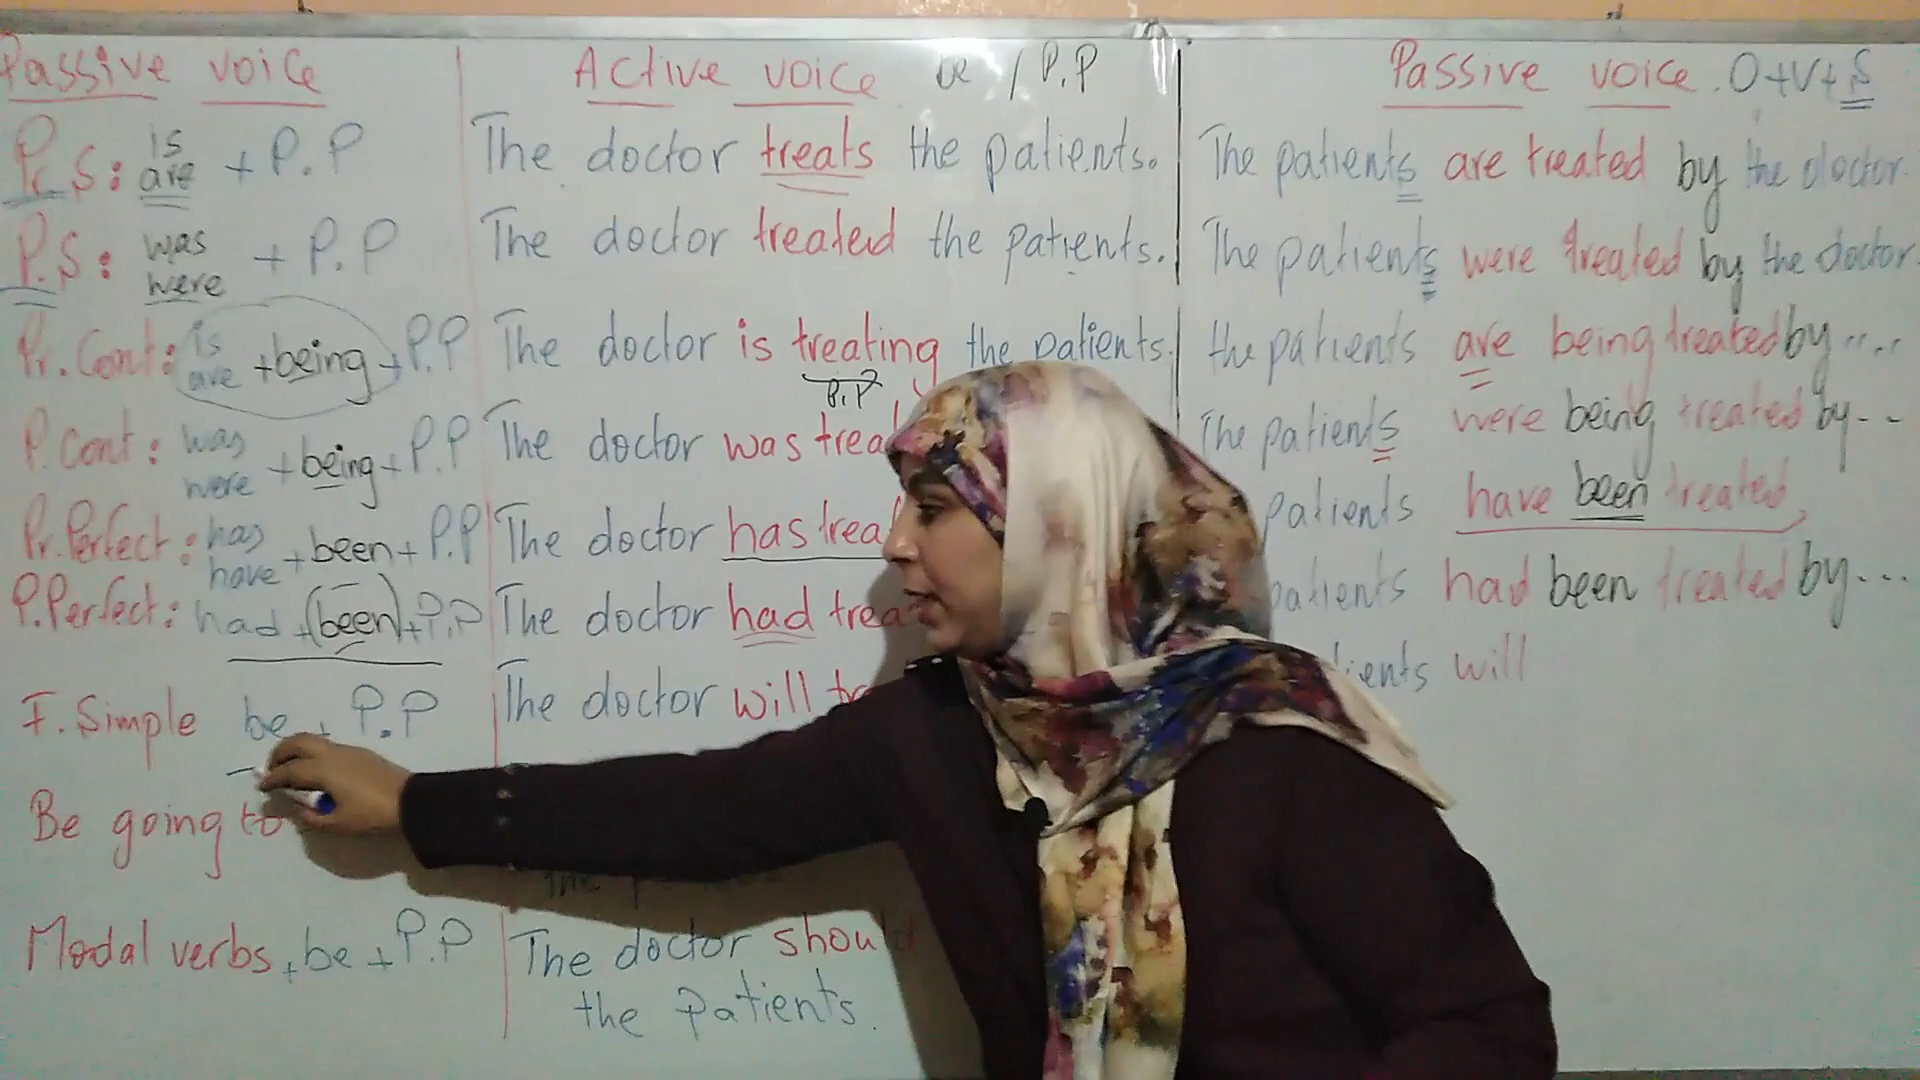 Passive voice
Pr.S: is
are + P.P
P.S: was
were + P.P
Pr.Cont: is
are +being+P.P
P.Cont: was
were +being+P.P
Pr.Perfect: has
have +been+ P.P
P.Perfect: had +(been)+P.P
F.Simple be + P.P
Be going to
Modal verbs+be+P.P
Active voice be / P.P
The doctor treats the patients.
The doctor treated the patients.
The doctor is treating the patients.
P.P
The doctor was trea
The doctor has trea
The doctor had trea
The doctor will
The doctor should
the patients.
Passive voice. O+V+S
The patients are treated by the doctor.
The patients were treated by the doctor.
the patients are being treated by....
The patients were being treated by--
patients have been treated,
patients had been treated by...
ients will